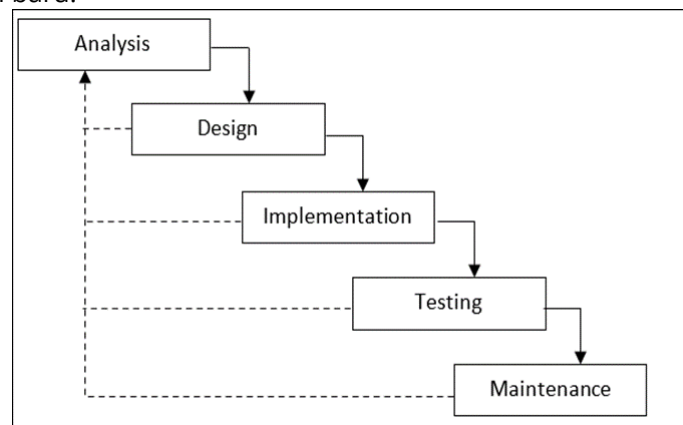 Analysis
Design
Implementation
Testing
Maintenance